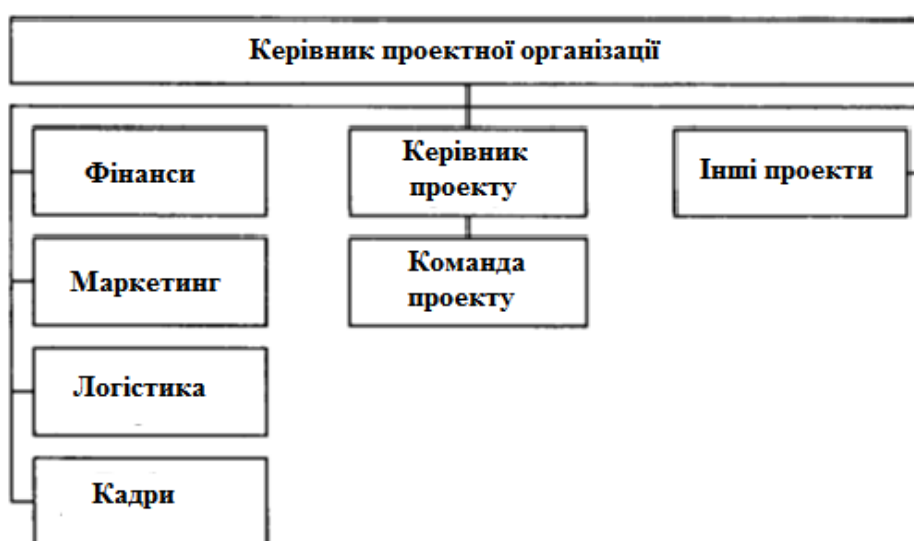 Керівник проектної організації
Фінанси
Маркетинг
Логістика
Кадри
Керівник
проекту
Команда
проекту
Інші проекти